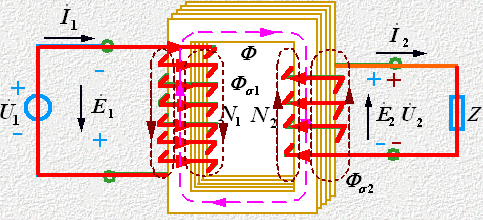 İ₁
İ₂
Φ
Φσ1
+
-
+
+
U̇₁
Ė₁
N₁
N₂
Ė₂
U̇₂
Z
-
+
-
-
Φσ2